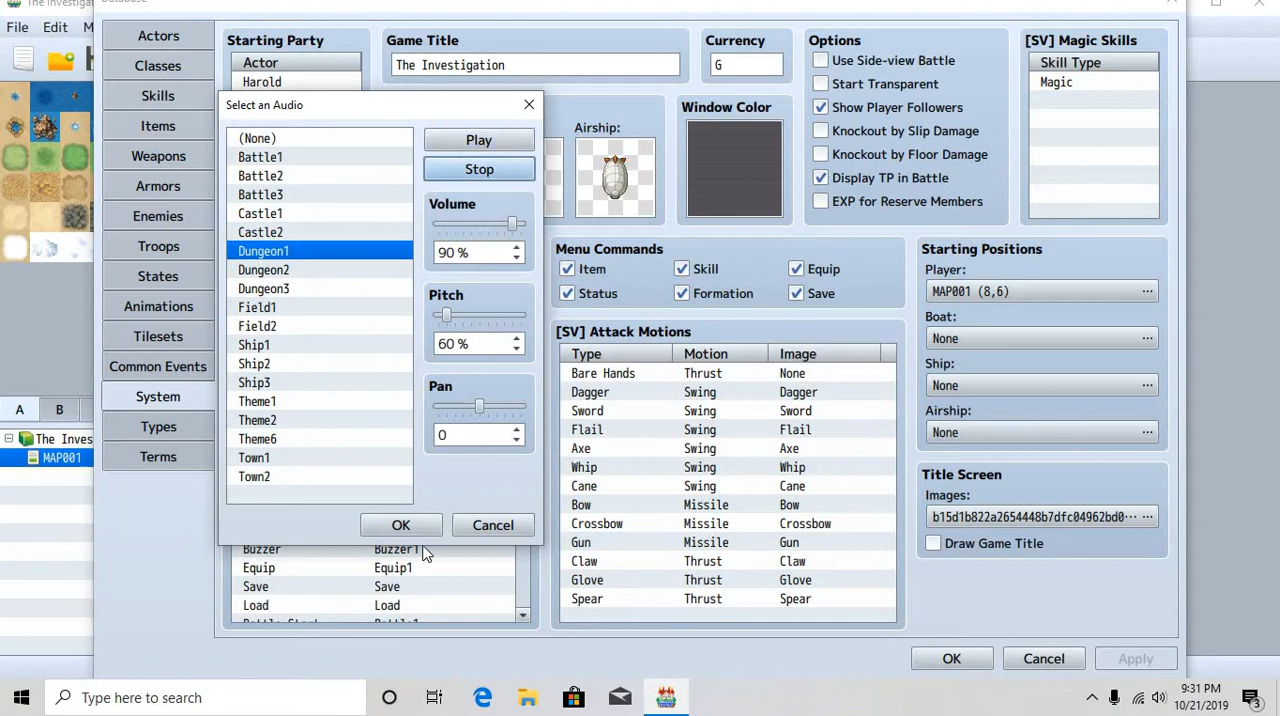 The Investiga
Database
File Edit M
Actors
Classes
Skills
Items
Weapons
Armors
Enemies
Troops
States
Animations
Tilesets
Common Events
System
Types
Terms
A B
The Inves
MAP001
Starting Party
Actor
Harold
Game Title
The Investigation
Currency
G
Options
Use Side-view Battle
Start Transparent
Show Player Followers
Knockout by Slip Damage
Knockout by Floor Damage
Display TP in Battle
EXP for Reserve Members
[SV] Magic Skills
Skill Type
Magic
Airship:
Window Color
Select an Audio
(None)
Battle1
Battle2
Battle3
Castle1
Castle2
Dungeon1
Dungeon2
Dungeon3
Field1
Field2
Ship1
Ship2
Ship3
Theme1
Theme2
Theme6
Town1
Town2
Play
Stop
Volume
90 %
Pitch
60 %
Pan
0
OK Cancel
Buzzer Buzzer1
Equip Equip1
Save Save
Load Load
Battle Start Battle1
Menu Commands
Item Skill Equip
Status Formation Save
[SV] Attack Motions
Type Motion Image
Bare Hands Thrust None
Dagger Swing Dagger
Sword Swing Sword
Flail Swing Flail
Axe Swing Axe
Whip Swing Whip
Cane Swing Cane
Bow Missile Bow
Crossbow Missile Crossbow
Gun Missile Gun
Claw Thrust Claw
Glove Thrust Glove
Spear Thrust Spear
Starting Positions
Player:
MAP001 (8,6) ...
Boat:
None ...
Ship:
None ...
Airship:
None ...
Title Screen
Images:
b15d1b822a2654448b7dfc04962bd0... ...
Draw Game Title
OK Cancel Apply
Type here to search
9:31 PM
10/21/2019
3